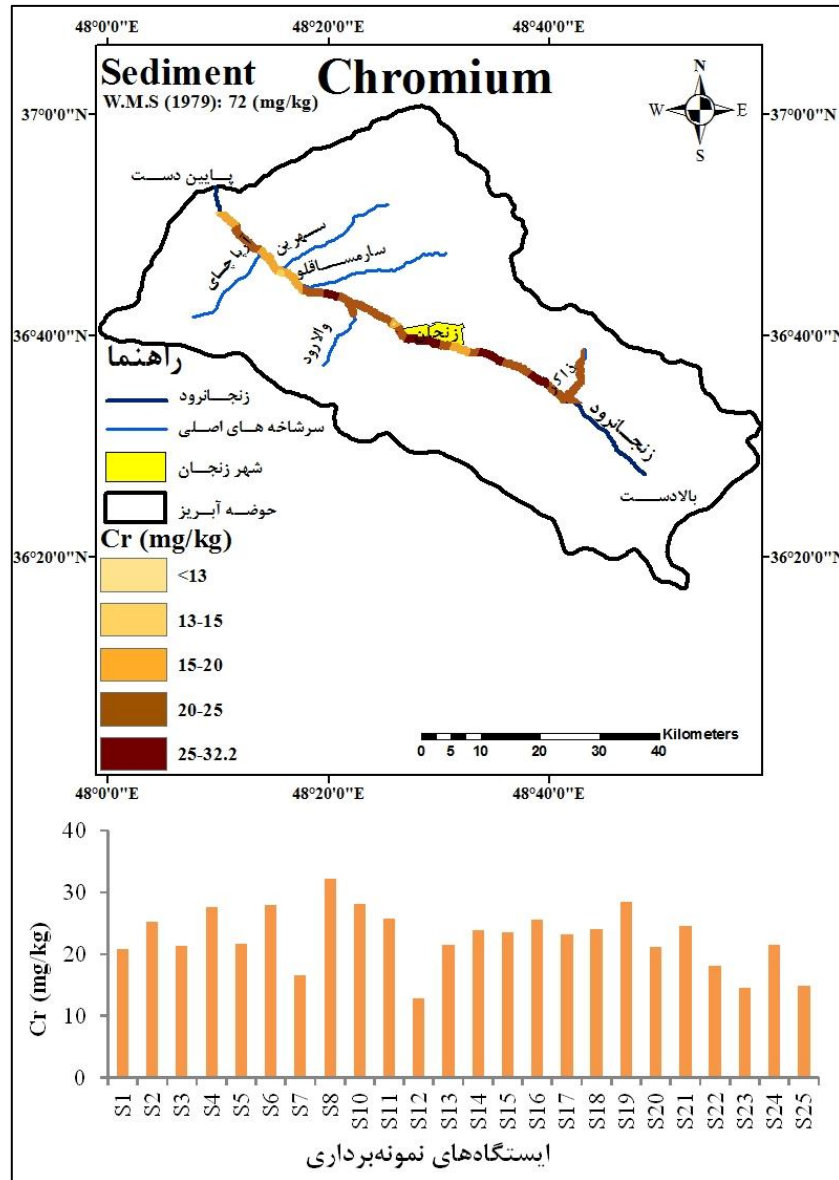 48°0'0"E 48°20'0"E 48°40'0"E
Sediment
W.M.S (1979): 72 (mg/kg)
Chromium
N
W E
S
37°0'0"N 37°0'0"N
پایین دست
سهرین
سارمساقلو
والارود
زنجان
زنجانرود
بالادست
36°40'0"N 36°40'0"N
راهنما
زنجانرود
سرشاخه های اصلی
شهر زنجان
حوضه آبریز
36°20'0"N 36°20'0"N
Cr (mg/kg)
<13
13-15
15-20
20-25
25-32.2
Kilometers
0 5 10 20 30 40
48°0'0"E 48°20'0"E 48°40'0"E
Cr (mg/kg)
40
30
20
10
0
S1 S2 S3 S4 S5 S6 S7 S8 S10 S11 S12 S13 S14 S15 S16 S17 S18 S19 S20 S21 S22 S23 S24 S25
ایستگاه‌های نمونه‌برداری